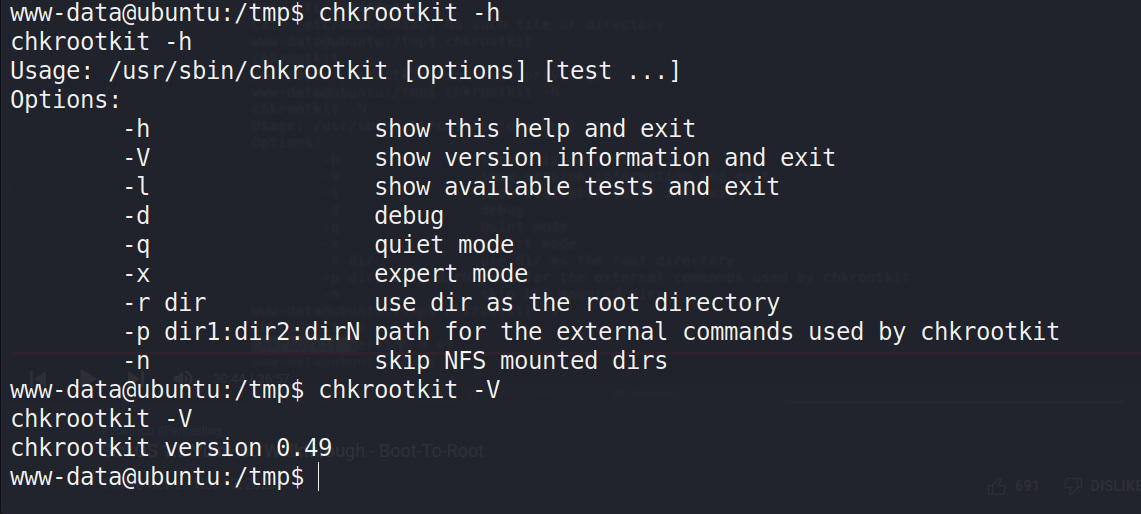 www-data@ubuntu:/tmp$ chkrootkit -h
chkrootkit -h
Usage: /usr/sbin/chkrootkit [options] [test ...]
Options:
        -h                show this help and exit
        -V                show version information and exit
        -l                show available tests and exit
        -d                debug
        -q                quiet mode
        -x                expert mode
        -r dir            use dir as the root directory
        -p dir1:dir2:dirN path for the external commands used by chkrootkit
        -n                skip NFS mounted dirs
www-data@ubuntu:/tmp$ chkrootkit -V
chkrootkit -V
chkrootkit version 0.49
- Boot-To-Root
www-data@ubuntu:/tmp$
691 DISLIKE